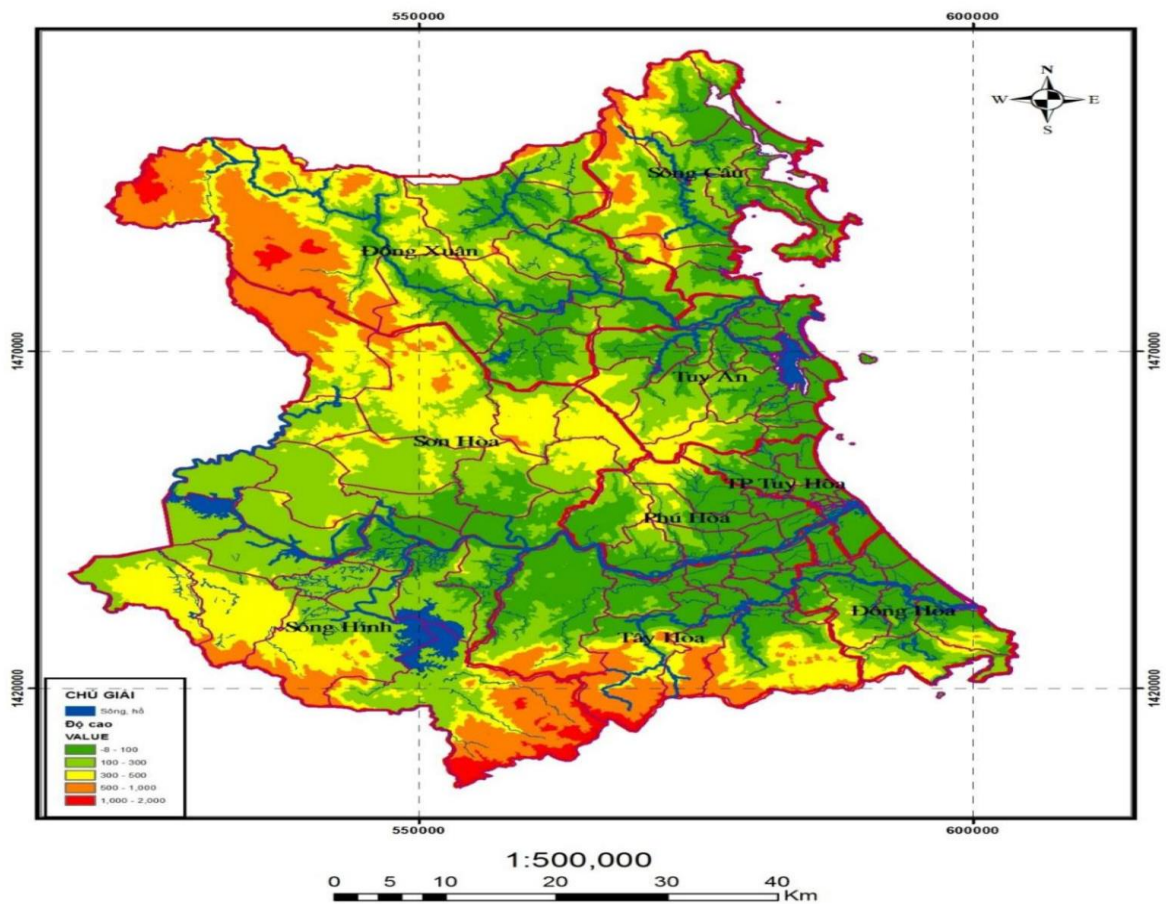 550000
600000
N
W
E
S
Sông Cầu
Đồng Xuân
1470000
1470000
Tuy An
Sơn Hòa
TP Tuy Hòa
Phú Hòa
Đông Hòa
Sông Hinh
Tây Hòa
1420000
1420000
CHÚ GIẢI
Sông, hồ
Độ cao
VALUE
-8 - 100
100 - 300
300 - 500
500 - 1,000
1,000 - 2,000
550000
600000
1:500,000
0 5 10 20 30 40
Km